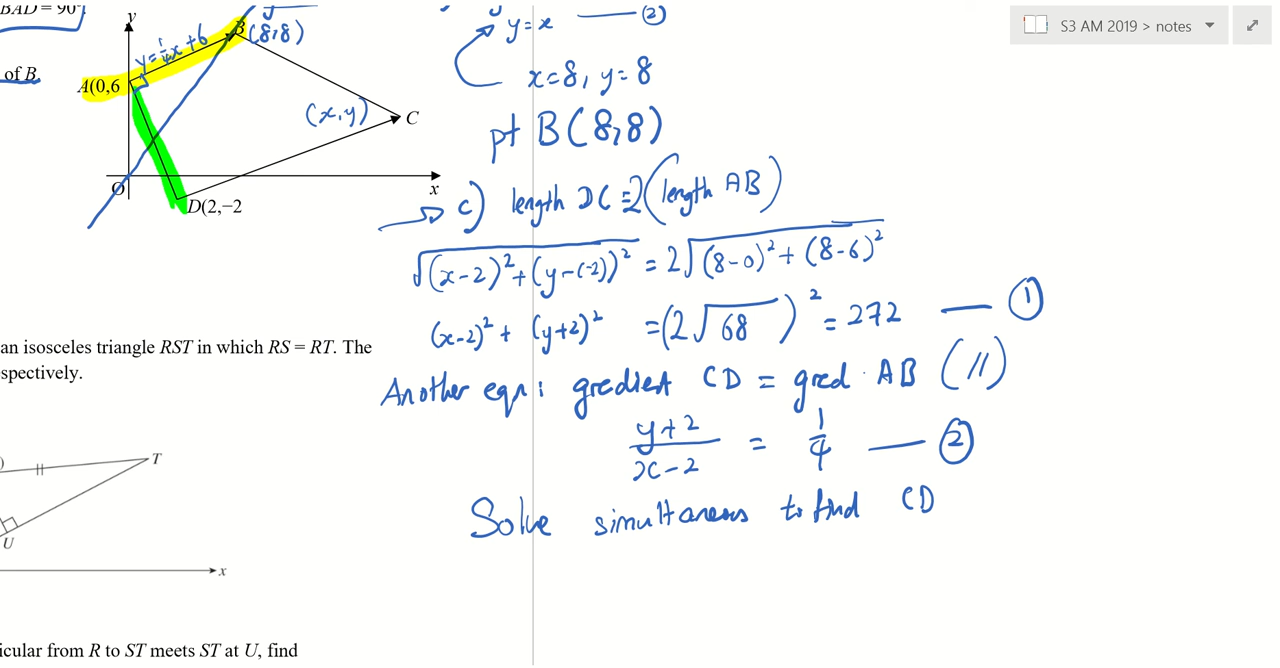 BAD = 90°
of B.
y
B
(8,8)
y=1/4x+6
A(0,6
(x,y)
C
O
x
D(2,−2
y=x —— (2)
x=8, y=8
pt B(8,8)
c) length DC = 2(length AB)
√(x-2)²+(y-(-2))² = 2√(8-0)²+(8-6)²
(x-2)² + (y+2)² = (2√68)² = 272 —— (1)
Another eqn: gredient CD = gred. AB (//)
y+2/x-2 = 1/4 —— (2)
Solve simultaneous to find CD
an isosceles triangle RST in which RS = RT. The
spectively.
T
U
x
icular from R to ST meets ST at U, find
S3 AM 2019 > notes